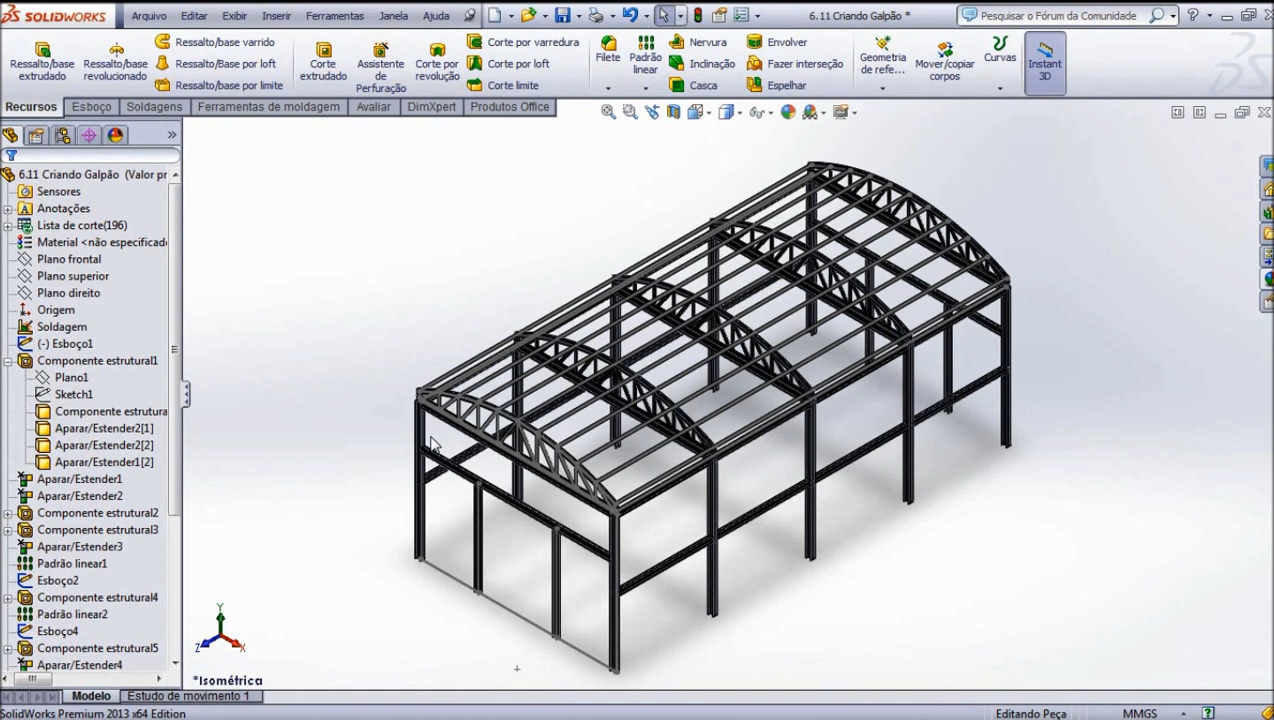 SOLIDWORKS Arquivo Editar Exibir Inserir Ferramentas Janela Ajuda 6.11 Criando Galpão * Pesquisar o Fórum da Comunidade
Ressalto/base extrudado
Ressalto/base revolucionado
Ressalto/base varrido
Ressalto/base por loft
Ressalto/base por limite
Corte extrudado
Assistente de Perfuração
Corte por revolução
Corte por varredura
Corte por loft
Corte limite
Filete
Padrão linear
Nervura
Inclinação
Casca
Envolver
Fazer interseção
Espelhar
Geometria de refe...
Mover/copiar corpos
Curvas
Instant 3D
Recursos Esboço Soldagens Ferramentas de moldagem Avaliar DimXpert Produtos Office
6.11 Criando Galpão (Valor pr
Sensores
Anotações
Lista de corte(196)
Material <não especificad
Plano frontal
Plano superior
Plano direito
Origem
Soldagem
(-) Esboço1
Componente estrutural1
Plano1
Sketch1
Componente estrutura
Aparar/Estender2[1]
Aparar/Estender2[2]
Aparar/Estender1[2]
Aparar/Estender1
Aparar/Estender2
Componente estrutural2
Componente estrutural3
Aparar/Estender3
Padrão linear1
Esboço2
Componente estrutural4
Padrão linear2
Esboço4
Componente estrutural5
Aparar/Estender4
Y
Z X
*Isométrica
Modelo Estudo de movimento 1
SolidWorks Premium 2013 x64 Edition Editando Peça MMGS